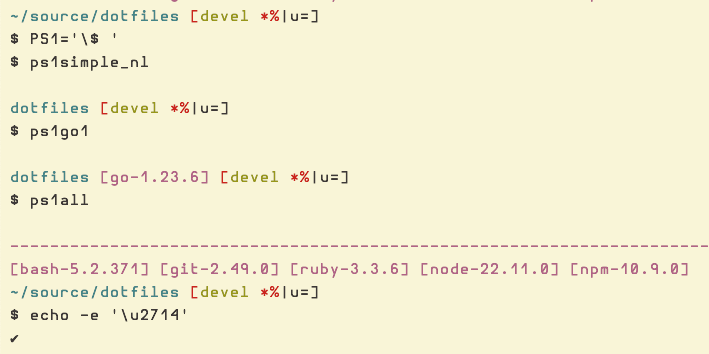 ~/source/dotfiles [devel *%|u=]
$ PS1='\$ '
$ ps1simple_nl
dotfiles [devel *%|u=]
$ ps1go1
dotfiles [go-1.23.6] [devel *%|u=]
$ ps1all
----------------------------------------------------------------------
[bash-5.2.371] [git-2.49.0] [ruby-3.3.6] [node-22.11.0] [npm-10.9.0]
~/source/dotfiles [devel *%|u=]
$ echo -e '\u2714'
✔